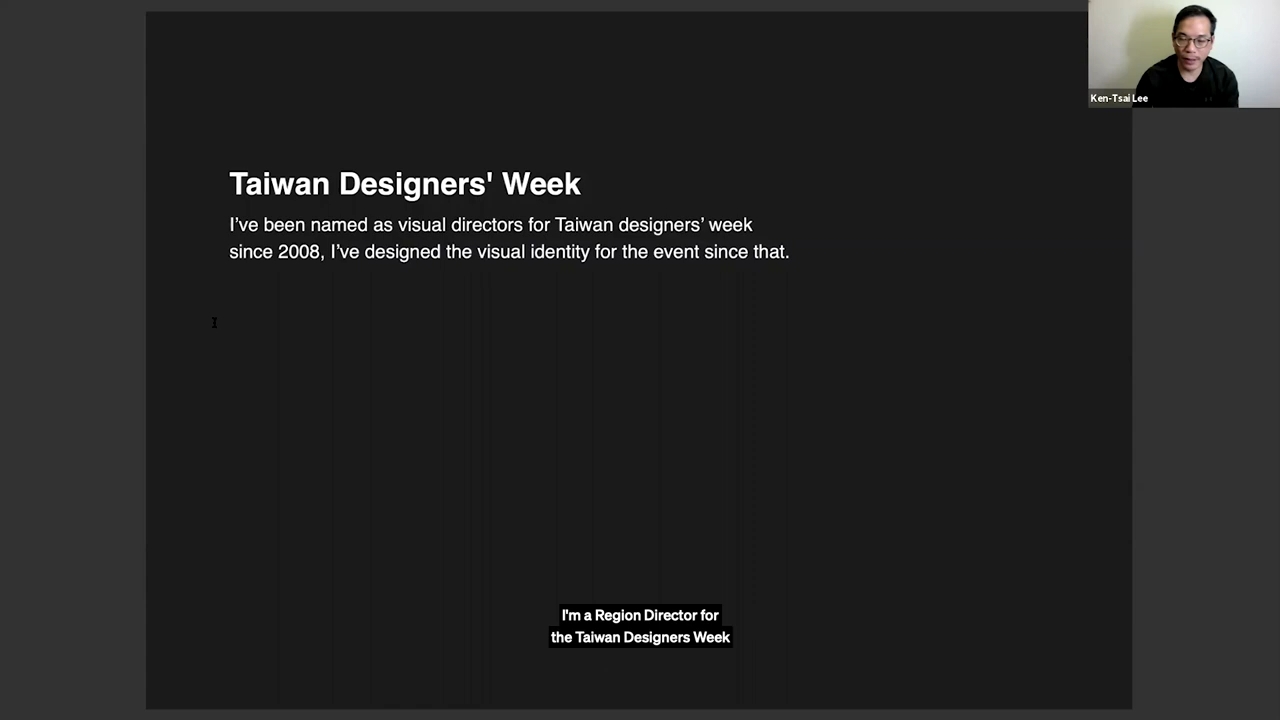 Ken-Tsai Lee
Taiwan Designers' Week
I’ve been named as visual directors for Taiwan designers’ week
since 2008, I’ve designed the visual identity for the event since that.
I'm a Region Director for
the Taiwan Designers Week